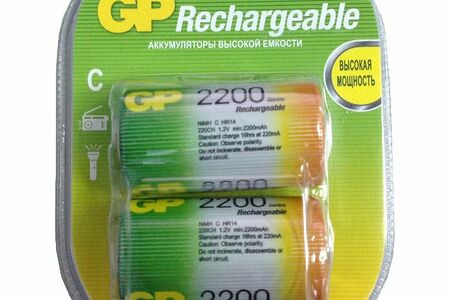 GP Rechargeable
АККУМУЛЯТОРЫ ВЫСОКОЙ ЕМКОСТИ
C
ВЫСОКАЯ
МОЩНОСТЬ
GP 2200 Series
Rechargeable
NiMH C HR14
220CH 1.2V min.2200mAh
Standard charge 16hrs at 220mA
Caution: Observe polarity.
Do not incinerate, disassemble or
short circuit.
GP 2200 Series
Rechargeable
NiMH C HR14
220CH 1.2V min.2200mAh
Standard charge 16hrs at 220mA
Caution: Observe polarity.
Do not incinerate, disassemble or
short circuit.
GP 2200 Series